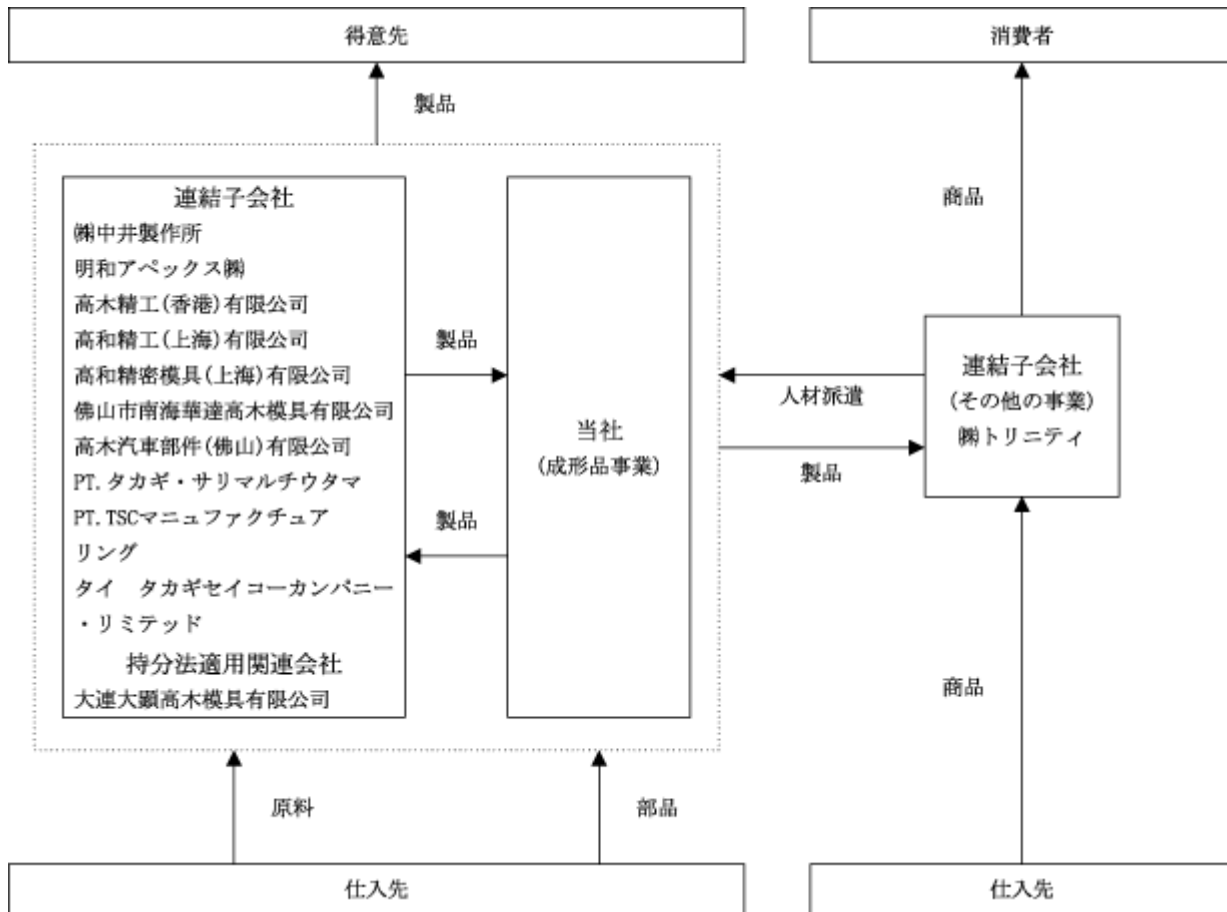 得意先
消費者
製品
連結子会社
㈱中井製作所
明和アペックス㈱
高木精工(香港)有限公司
高和精工(上海)有限公司
高和精密模具(上海)有限公司
佛山市南海華達高木模具有限公司
高木汽車部件(佛山)有限公司
PT.タカギ・サリマルチウタマ
PT.TSCマニュファクチュア
リング
タイ　タカギセイコーカンパニー
・リミテッド
持分法適用関連会社
大連大顕高木模具有限公司
製品
製品
当社
(成形品事業)
商品
人材派遣
製品
連結子会社
(その他の事業)
㈱トリニティ
商品
原料
部品
仕入先
仕入先